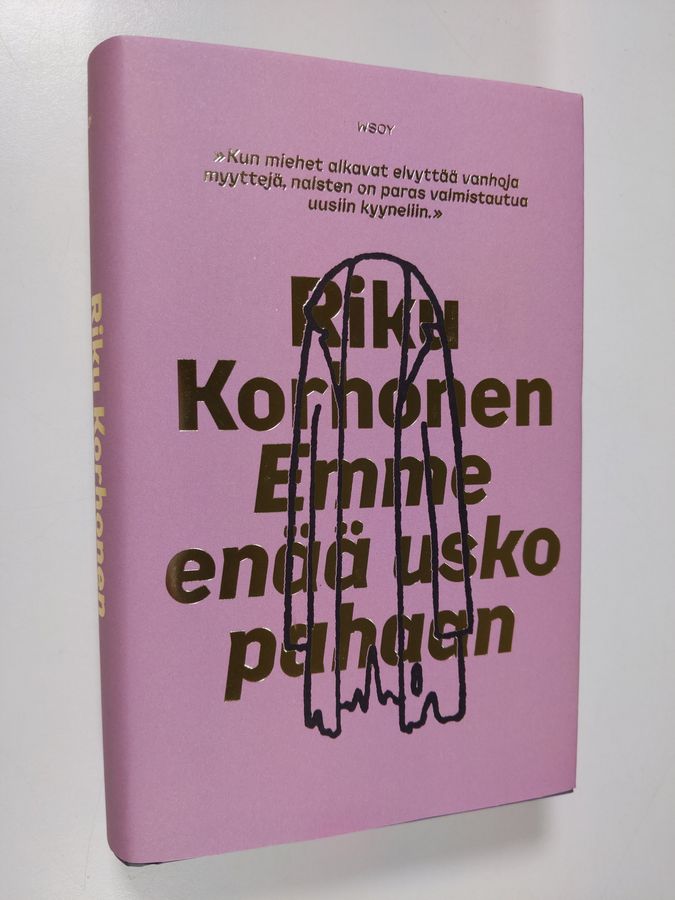 WSOY
»Kun miehet alkavat elvyttää vanhoja
myyttejä, naisten on paras valmistautua
uusiin kyyneliin.»
Riku
Korhonen
Emme
enää usko
pahaan
Riku Korhonen